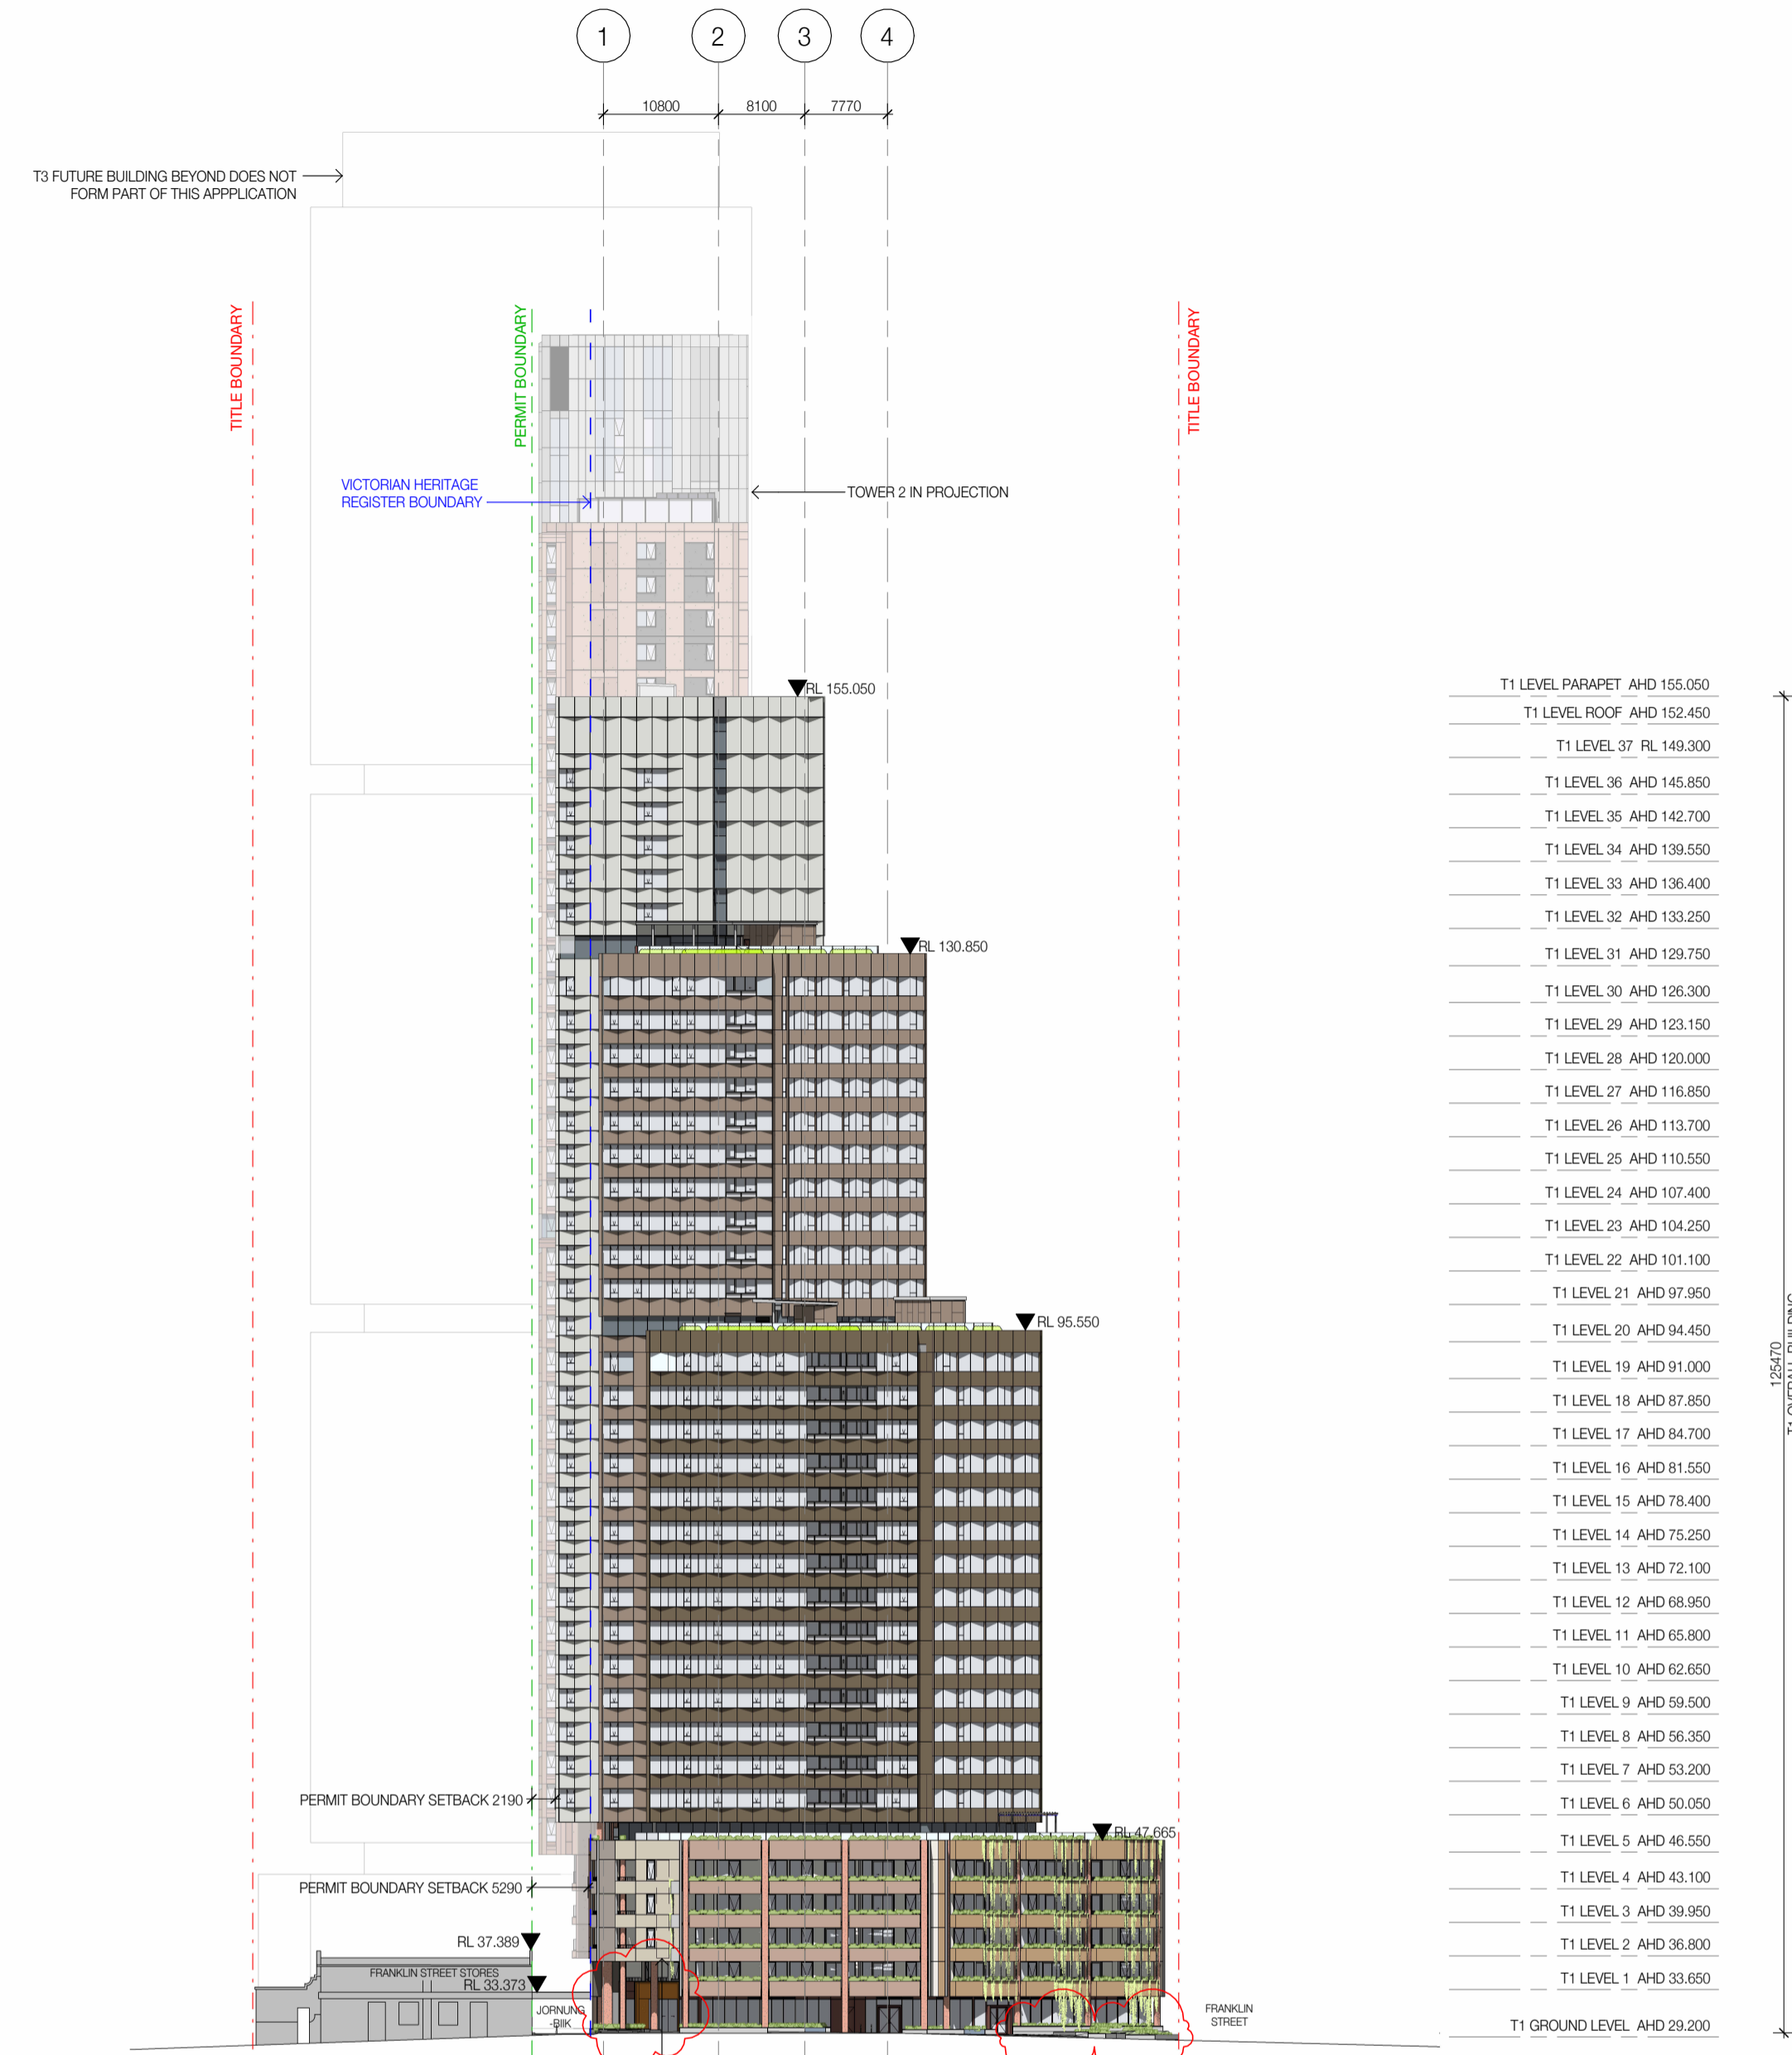 1 2 3 4
10800 8100 7770
T3 FUTURE BUILDING BEYOND DOES NOT
FORM PART OF THIS APPPLICATION
TITLE BOUNDARY
PERMIT BOUNDARY
TITLE BOUNDARY
VICTORIAN HERITAGE
REGISTER BOUNDARY
TOWER 2 IN PROJECTION
RL 155.050
RL 130.850
RL 95.550
PERMIT BOUNDARY SETBACK 2190
RL 47.665
PERMIT BOUNDARY SETBACK 5290
RL 37.389
FRANKLIN STREET STORES
RL 33.373
JORNUNG
-BIIK
FRANKLIN
STREET
T1 LEVEL PARAPET AHD 155.050
T1 LEVEL ROOF AHD 152.450
T1 LEVEL 37 RL 149.300
T1 LEVEL 36 AHD 145.850
T1 LEVEL 35 AHD 142.700
T1 LEVEL 34 AHD 139.550
T1 LEVEL 33 AHD 136.400
T1 LEVEL 32 AHD 133.250
T1 LEVEL 31 AHD 129.750
T1 LEVEL 30 AHD 126.300
T1 LEVEL 29 AHD 123.150
T1 LEVEL 28 AHD 120.000
T1 LEVEL 27 AHD 116.850
T1 LEVEL 26 AHD 113.700
T1 LEVEL 25 AHD 110.550
T1 LEVEL 24 AHD 107.400
T1 LEVEL 23 AHD 104.250
T1 LEVEL 22 AHD 101.100
T1 LEVEL 21 AHD 97.950
T1 LEVEL 20 AHD 94.450
T1 LEVEL 19 AHD 91.000
T1 LEVEL 18 AHD 87.850
T1 LEVEL 17 AHD 84.700
T1 LEVEL 16 AHD 81.550
T1 LEVEL 15 AHD 78.400
T1 LEVEL 14 AHD 75.250
T1 LEVEL 13 AHD 72.100
T1 LEVEL 12 AHD 68.950
T1 LEVEL 11 AHD 65.800
T1 LEVEL 10 AHD 62.650
T1 LEVEL 9 AHD 59.500
T1 LEVEL 8 AHD 56.350
T1 LEVEL 7 AHD 53.200
T1 LEVEL 6 AHD 50.050
T1 LEVEL 5 AHD 46.550
T1 LEVEL 4 AHD 43.100
T1 LEVEL 3 AHD 39.950
T1 LEVEL 2 AHD 36.800
T1 LEVEL 1 AHD 33.650
T1 GROUND LEVEL AHD 29.200
125470
T1 OVERALL BUILDING